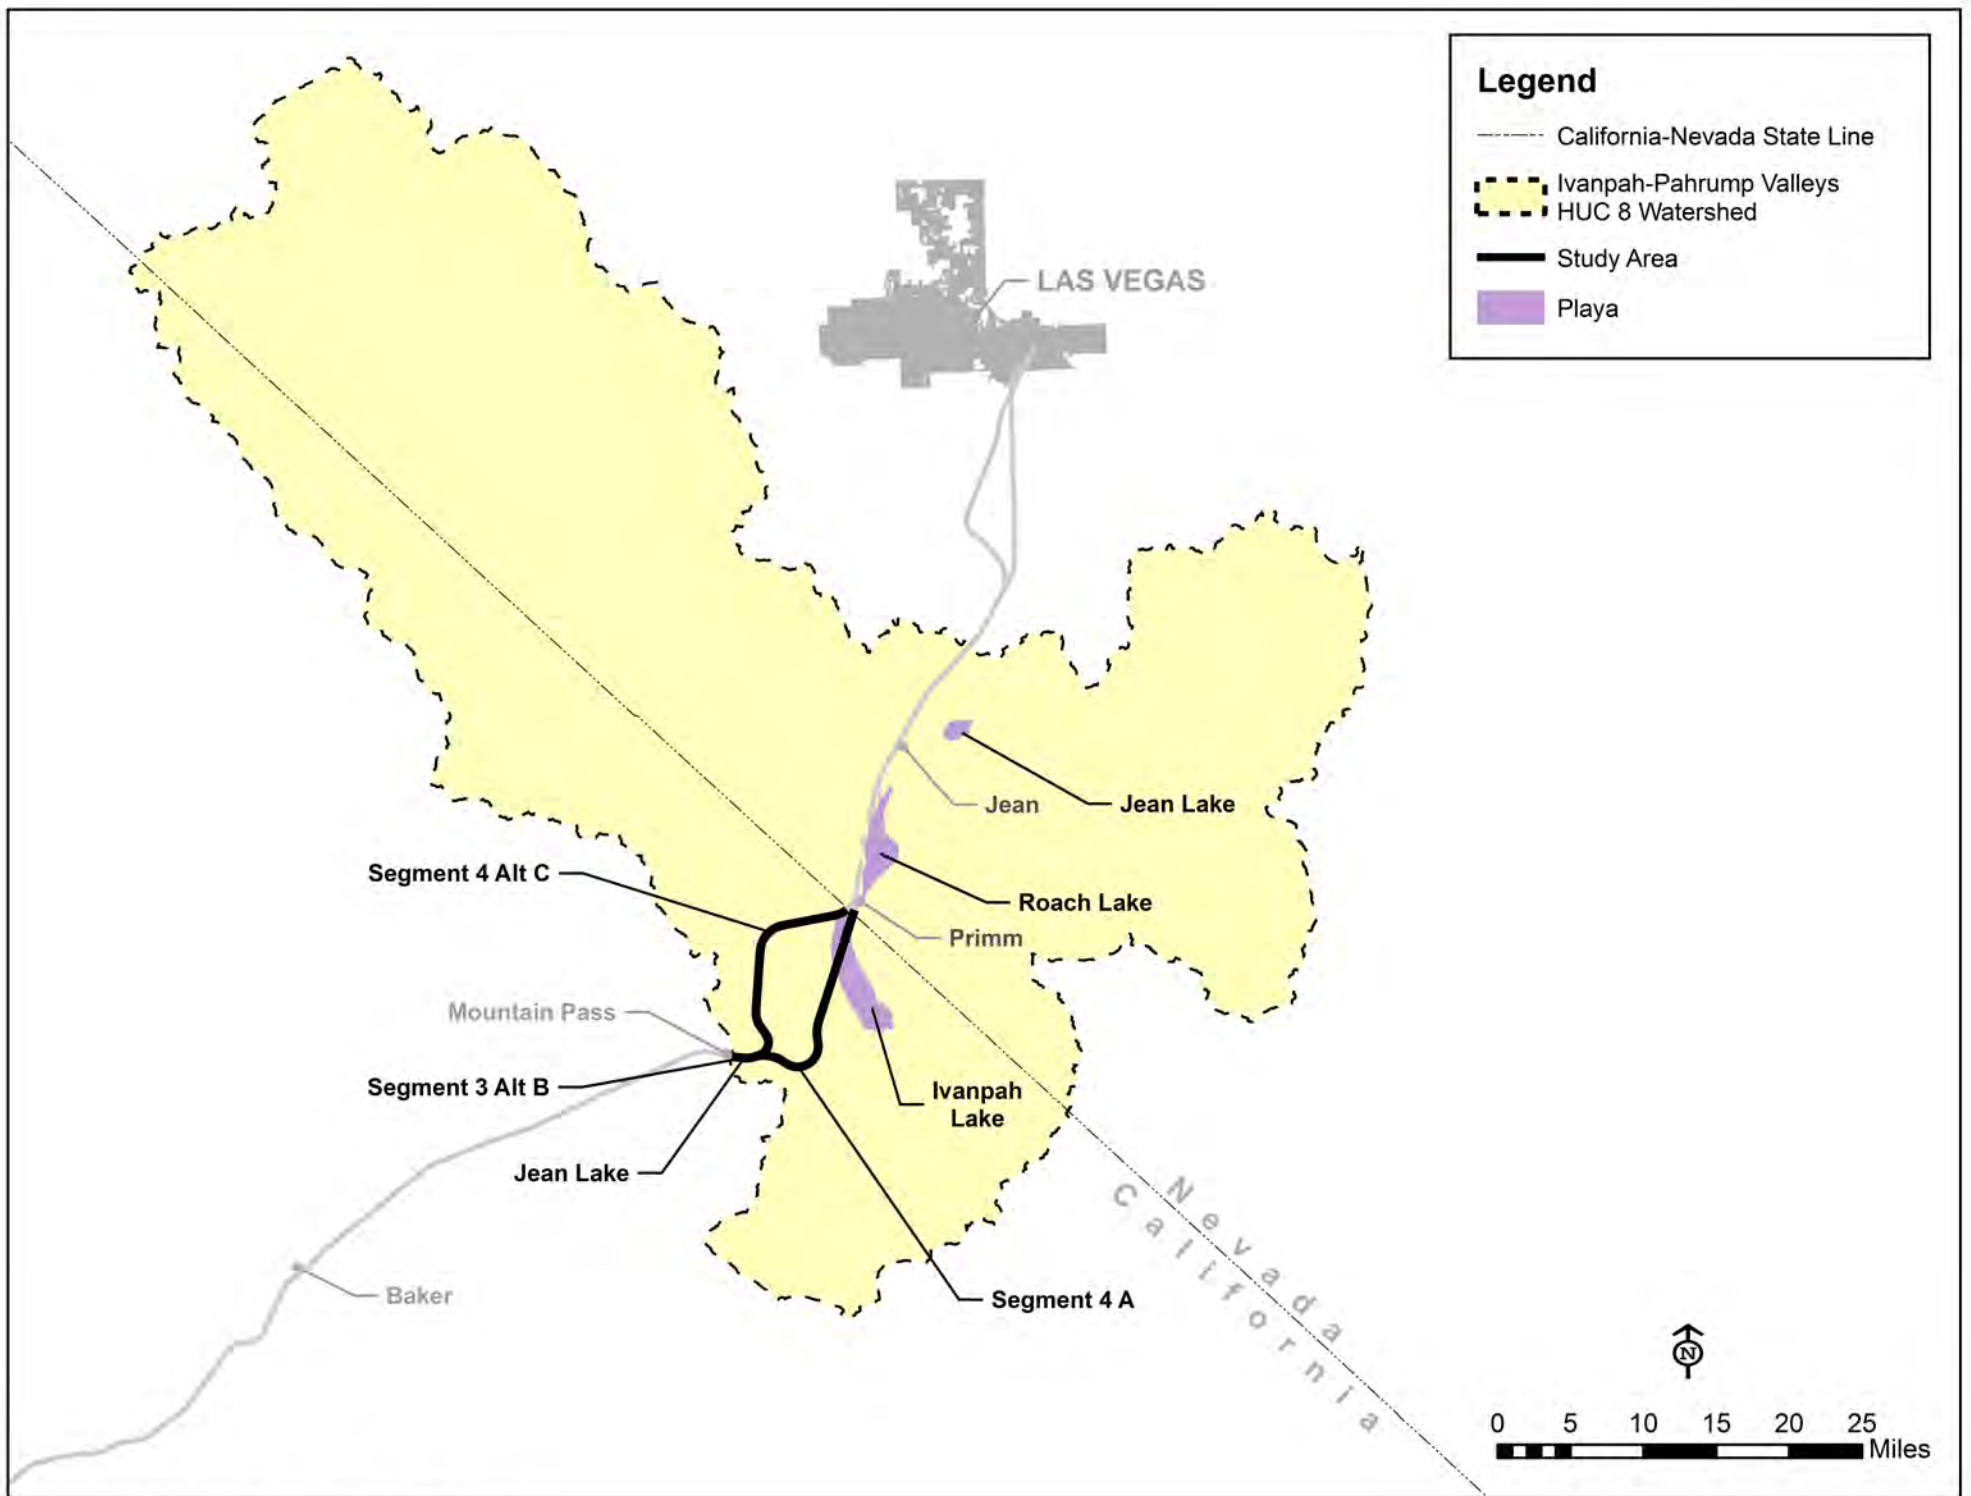 Legend
California-Nevada State Line
Ivanpah-Pahrump Valleys
HUC 8 Watershed
Study Area
Playa
LAS VEGAS
Jean
Jean Lake
Segment 4 Alt C
Roach Lake
Primm
Mountain Pass
Segment 3 Alt B
Ivanpah
Lake
Jean Lake
Nevada
California
Baker
Segment 4 A
N
0 5 10 15 20 25
Miles